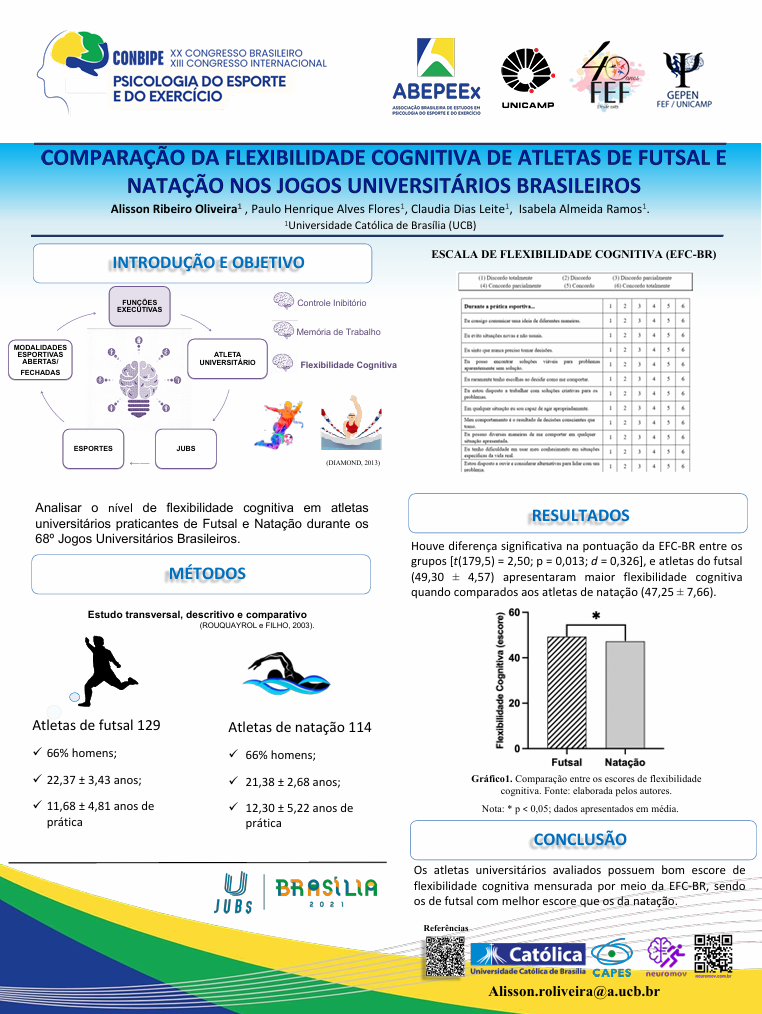 CONBIPE
XX CONGRESSO BRASILEIRO
XIII CONGRESSO INTERNACIONAL
PSICOLOGIA DO ESPORTE
E DO EXERCÍCIO
ABEPEEx
ASSOCIAÇÃO BRASILEIRA DE ESTUDOS EM
PSICOLOGIA DO ESPORTE E DO EXERCÍCIO
UNICAMP
40 anos
FEF
Desde 1985
GEPEN
FEF / UNICAMP
COMPARAÇÃO DA FLEXIBILIDADE COGNITIVA DE ATLETAS DE FUTSAL E
NATAÇÃO NOS JOGOS UNIVERSITÁRIOS BRASILEIROS
Alisson Ribeiro Oliveira¹ , Paulo Henrique Alves Flores¹, Claudia Dias Leite¹, Isabela Almeida Ramos¹.
¹Universidade Católica de Brasília (UCB)
INTRODUÇÃO E OBJETIVO
FUNÇÕES
EXECUTIVAS
ATLETA
UNIVERSITÁRIO
JUBS
ESPORTES
MODALIDADES
ESPORTIVAS
ABERTAS/
FECHADAS
Controle Inibitório
Memória de Trabalho
Flexibilidade Cognitiva
(DIAMOND, 2013)
Analisar o nível de flexibilidade cognitiva em atletas
universitários praticantes de Futsal e Natação durante os
68º Jogos Universitários Brasileiros.
MÉTODOS
Estudo transversal, descritivo e comparativo
(ROUQUAYROL e FILHO, 2003).
Atletas de futsal 129
✓ 66% homens;
✓ 22,37 ± 3,43 anos;
✓ 11,68 ± 4,81 anos de
prática
Atletas de natação 114
✓ 66% homens;
✓ 21,38 ± 2,68 anos;
✓ 12,30 ± 5,22 anos de
prática
JUBS
BRASÍLIA
2021
ESCALA DE FLEXIBILIDADE COGNITIVA (EFC-BR)
(1) Discordo totalmente (2) Discordo (3) Discordo parcialmente
(4) Concordo parcialmente (5) Concordo (6) Concordo totalmente
Durante a prática esportiva... 1 2 3 4 5 6
Eu consigo comunicar uma ideia de diferentes maneiras. 1 2 3 4 5 6
Eu evito situações novas e não usuais. 1 2 3 4 5 6
Eu sinto que nunca preciso tomar decisões. 1 2 3 4 5 6
Eu posso encontrar soluções viáveis para problemas
aparentemente sem solução. 1 2 3 4 5 6
Eu raramente tenho escolhas ao decidir como me comportar. 1 2 3 4 5 6
Eu estou disposto a trabalhar com soluções criativas para os
problemas. 1 2 3 4 5 6
Em qualquer situação eu sou capaz de agir apropriadamente. 1 2 3 4 5 6
Meu comportamento é o resultado de decisões conscientes que
tomo. 1 2 3 4 5 6
Eu possuo diversas maneiras de me comportar em qualquer
situação apresentada. 1 2 3 4 5 6
Eu tenho dificuldade em usar meu conhecimento em situações
específicas da vida real. 1 2 3 4 5 6
Estou disposto a ouvir e considerar alternativas para lidar com um
problema. 1 2 3 4 5 6
RESULTADOS
Houve diferença significativa na pontuação da EFC-BR entre os
grupos [t(179,5) = 2,50; p = 0,013; d = 0,326], e atletas do futsal
(49,30 ± 4,57) apresentaram maior flexibilidade cognitiva
quando comparados aos atletas de natação (47,25 ± 7,66).
Flexibilidade Cognitiva (escore)
60
40
20
0
*
Futsal Natação
Gráfico1. Comparação entre os escores de flexibilidade
cognitiva. Fonte: elaborada pelos autores.
Nota: * p < 0,05; dados apresentados em média.
CONCLUSÃO
Os atletas universitários avaliados possuem bom escore de
flexibilidade cognitiva mensurada por meio da EFC-BR, sendo
os de futsal com melhor escore que os da natação.
Referências
Católica
Universidade Católica de Brasília
CAPES
neuromov
neuromov.com.br
Alisson.roliveira@a.ucb.br